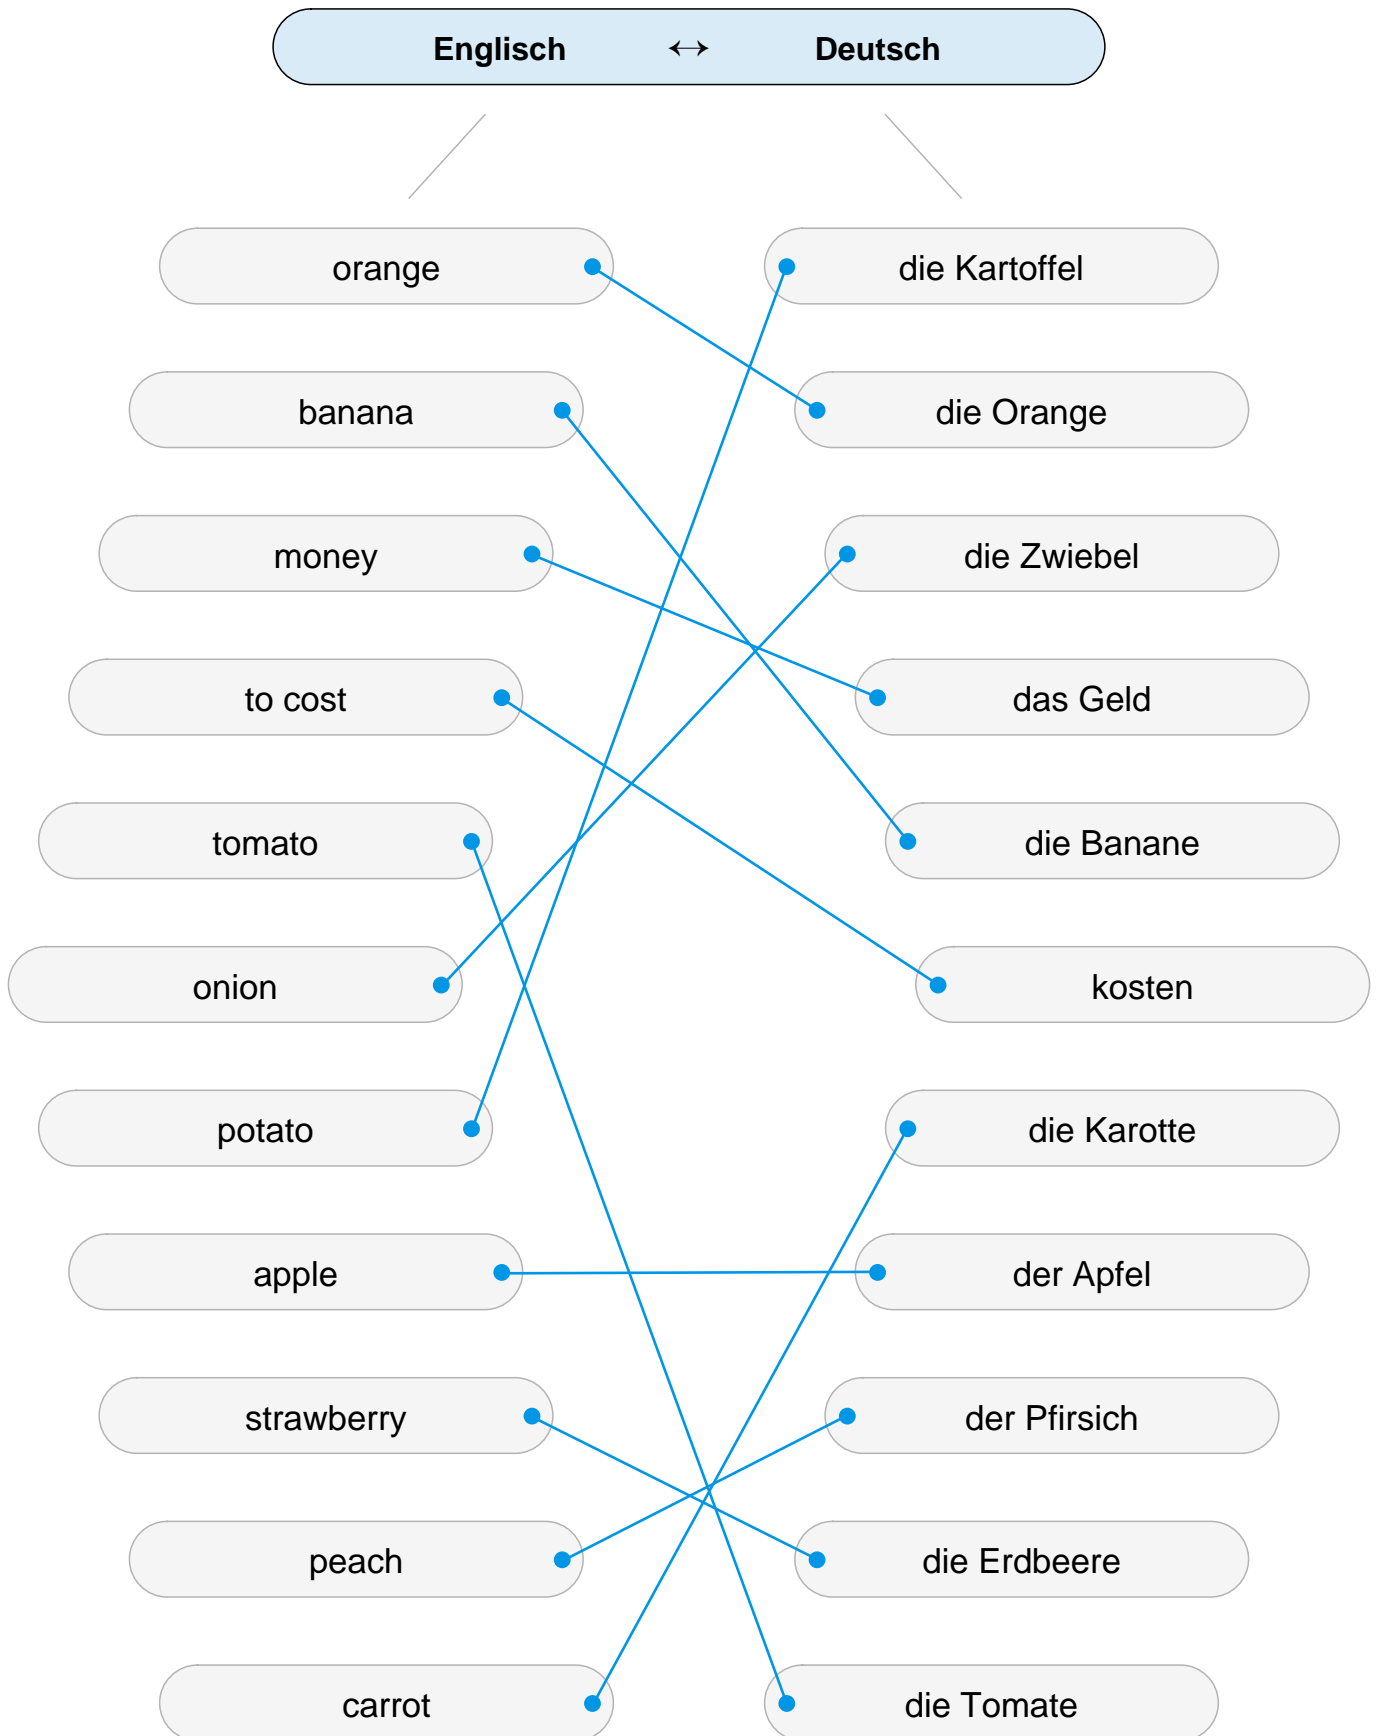 Englisch ↔ Deutsch
orange die Kartoffel
banana die Orange
money die Zwiebel
to cost das Geld
tomato die Banane
onion kosten
potato die Karotte
apple der Apfel
strawberry der Pfirsich
peach die Erdbeere
carrot die Tomate